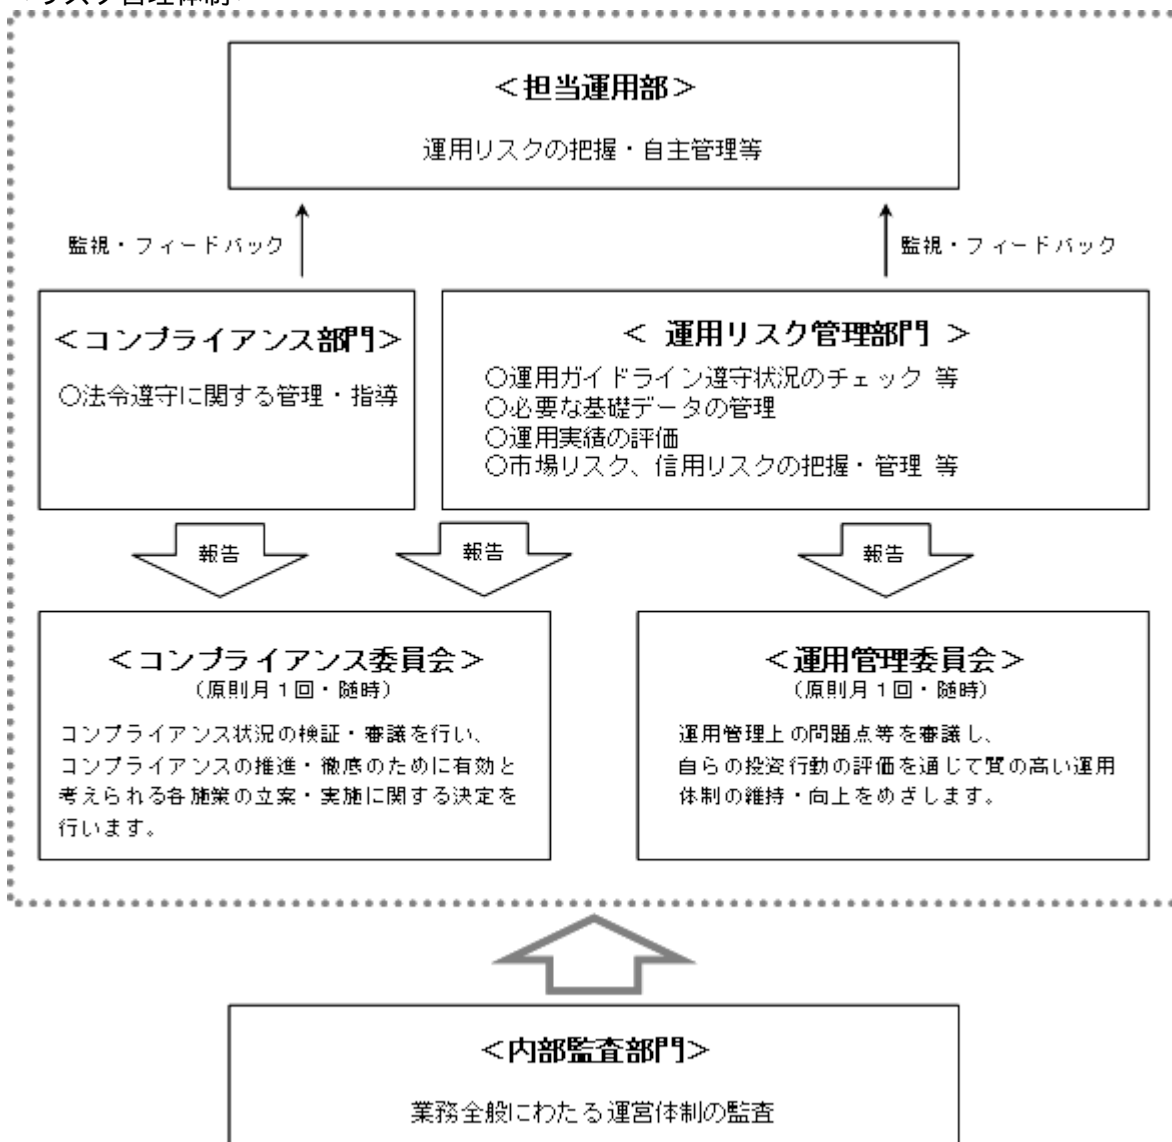 ＜担当運用部＞
運用リスクの把握・自主管理等
監視・フィードバック
監視・フィードバック
＜コンプライアンス部門＞
○法令遵守に関する管理・指導
＜ 運用リスク管理部門 ＞
○運用ガイドライン遵守状況のチェック 等
○必要な基礎データの管理
○運用実績の評価
○市場リスク、信用リスクの把握・管理 等
報告
報告
報告
＜コンプライアンス委員会＞
（原則月１回・随時）
コンプライアンス状況の検証・審議を行い、
コンプライアンスの推進・徹底のために有効と
考えられる各施策の立案・実施に関する決定を
行います。
＜運用管理委員会＞
（原則月１回・随時）
運用管理上の問題点等を審議し、
自らの投資行動の評価を通じて質の高い運用
体制の維持・向上をめざします。
＜内部監査部門＞
業務全般にわたる運営体制の監査